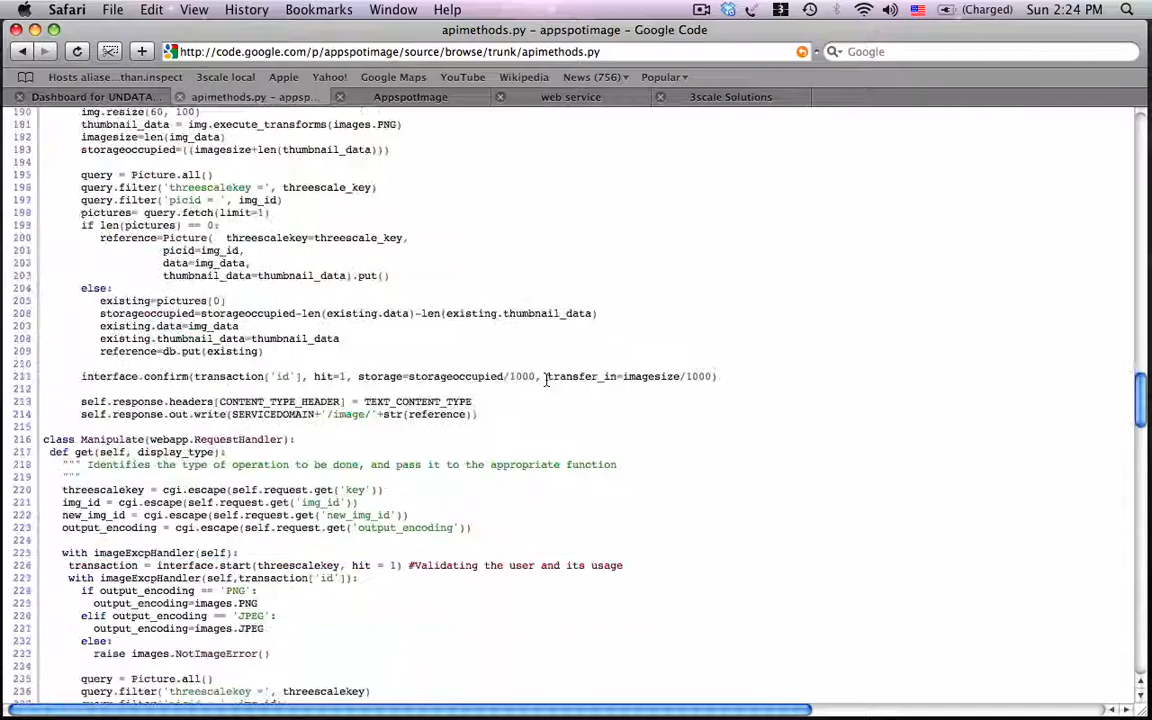 Safari File Edit View History Bookmarks Window Help (Charged) Sun 2:24 PM
apimethods.py - appspotimage - Google Code
http://code.google.com/p/appspotimage/source/browse/trunk/apimethods.py Google
Hosts aliase...than.inspect 3scale local Apple Yahoo! Google Maps YouTube Wikipedia News (756) Popular
Dashboard for UNDATA... apimethods.py - appsp... AppspotImage web service 3scale Solutions
190 img.resize(60, 100)
191 thumbnail_data = img.execute_transforms(images.PNG)
192 imagesize=len(img_data)
193 storageoccupied=((imagesize+len(thumbnail_data)))
194
195 query = Picture.all()
198 query.filter('threescalekey =', threescale_key)
197 query.filter('picid = ', img_id)
198 pictures= query.fetch(limit=1)
193 if len(pictures) == 0:
200 reference=Picture( threescalekey=threescale_key,
201 picid=img_id,
202 data=img_data,
203 thumbnail_data=thumbnail_data).put()
204 else:
205 existing=pictures[0]
208 storageoccupied=storageoccupied-len(existing.data)-len(existing.thumbnail_data)
203 existing.data=img_data
208 existing.thumbnail_data=thumbnail_data
209 reference=db.put(existing)
210
211 interface.confirm(transaction['id'], hit=1, storage=storageoccupied/1000, transfer_in=imagesize/1000)
212
213 self.response.headers[CONTENT_TYPE_HEADER] = TEXT_CONTENT_TYPE
214 self.response.out.write(SERVICEDOMAIN+'/image/'+str(reference))
215
216 class Manipulate(webapp.RequestHandler):
217 def get(self, display_type):
218 """ Identifies the type of operation to be done, and pass it to the appropriate function
219 """
220 threescalekey = cgi.escape(self.request.get('key'))
221 img_id = cgi.escape(self.request.get('img_id'))
222 new_img_id = cgi.escape(self.request.get('new_img_id'))
223 output_encoding = cgi.escape(self.request.get('output_encoding'))
224
225 with imageExcpHandler(self):
226 transaction = interface.start(threescalekey, hit = 1) #Validating the user and its usage
223 with imageExcpHandler(self,transaction['id']):
228 if output_encoding == 'PNG':
229 output_encoding=images.PNG
220 elif output_encoding == 'JPEG':
231 output_encoding=images.JPEG
232 else:
233 raise images.NotImageError()
234
235 query = Picture.all()
236 query.filter('threescalekey =', threescalekey)